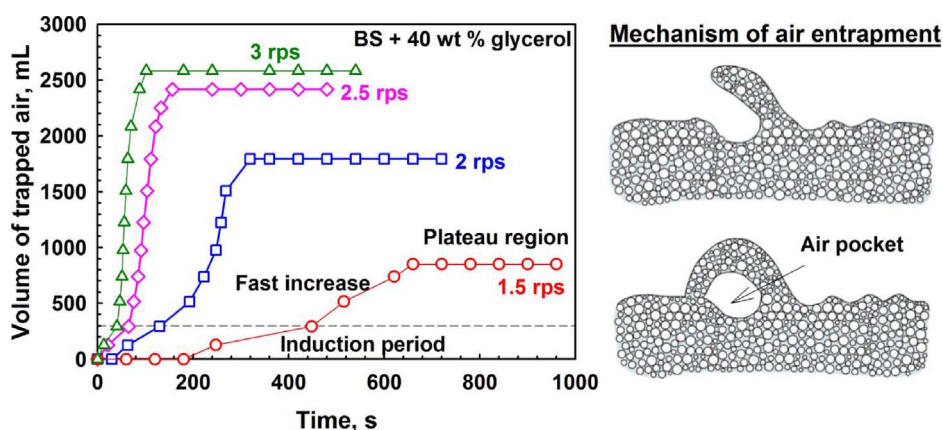 BS + 40 wt % glycerol
3 rps
2.5 rps
2 rps
Plateau region
Fast increase
1.5 rps
Induction period
Volume of trapped air, mL
3000
2500
2000
1500
1000
500
0
0
200
400
600
800
1000
Time, s
Mechanism of air entrapment
Air pocket